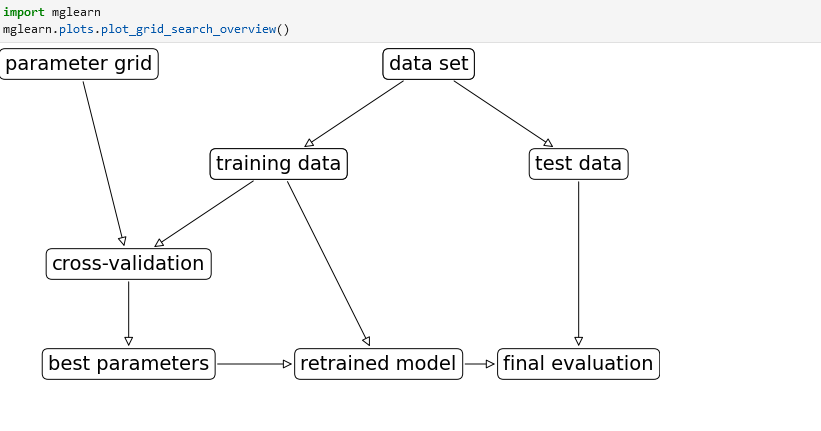 import mglearn
mglearn.plots.plot_grid_search_overview()
parameter grid
data set
training data
test data
cross-validation
best parameters
retrained model
final evaluation